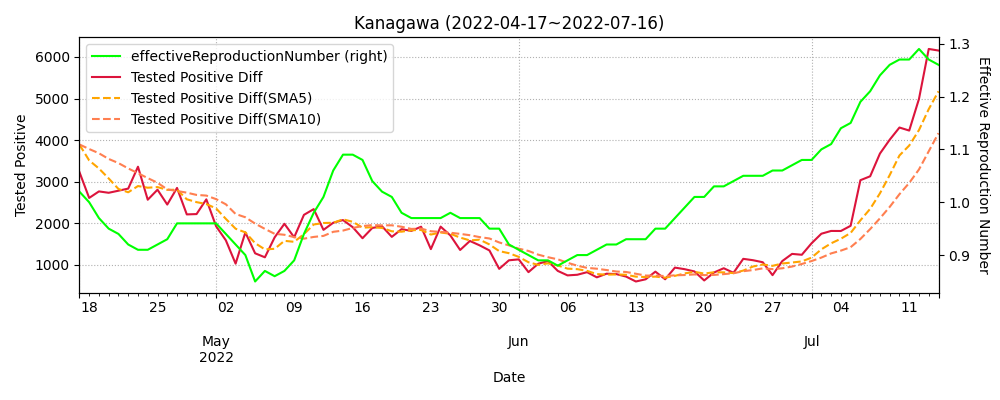 Kanagawa (2022-04-17~2022-07-16)
effectiveReproductionNumber (right)
Tested Positive Diff
Tested Positive Diff(SMA5)
Tested Positive Diff(SMA10)
Tested Positive
6000
5000
4000
3000
2000
1000
1.3
1.2
1.1
1.0
0.9
Effective Reproduction Number
18 25 02 09 16 23 30 06 13 20 27 04 11
May Jun Jul
2022
Date